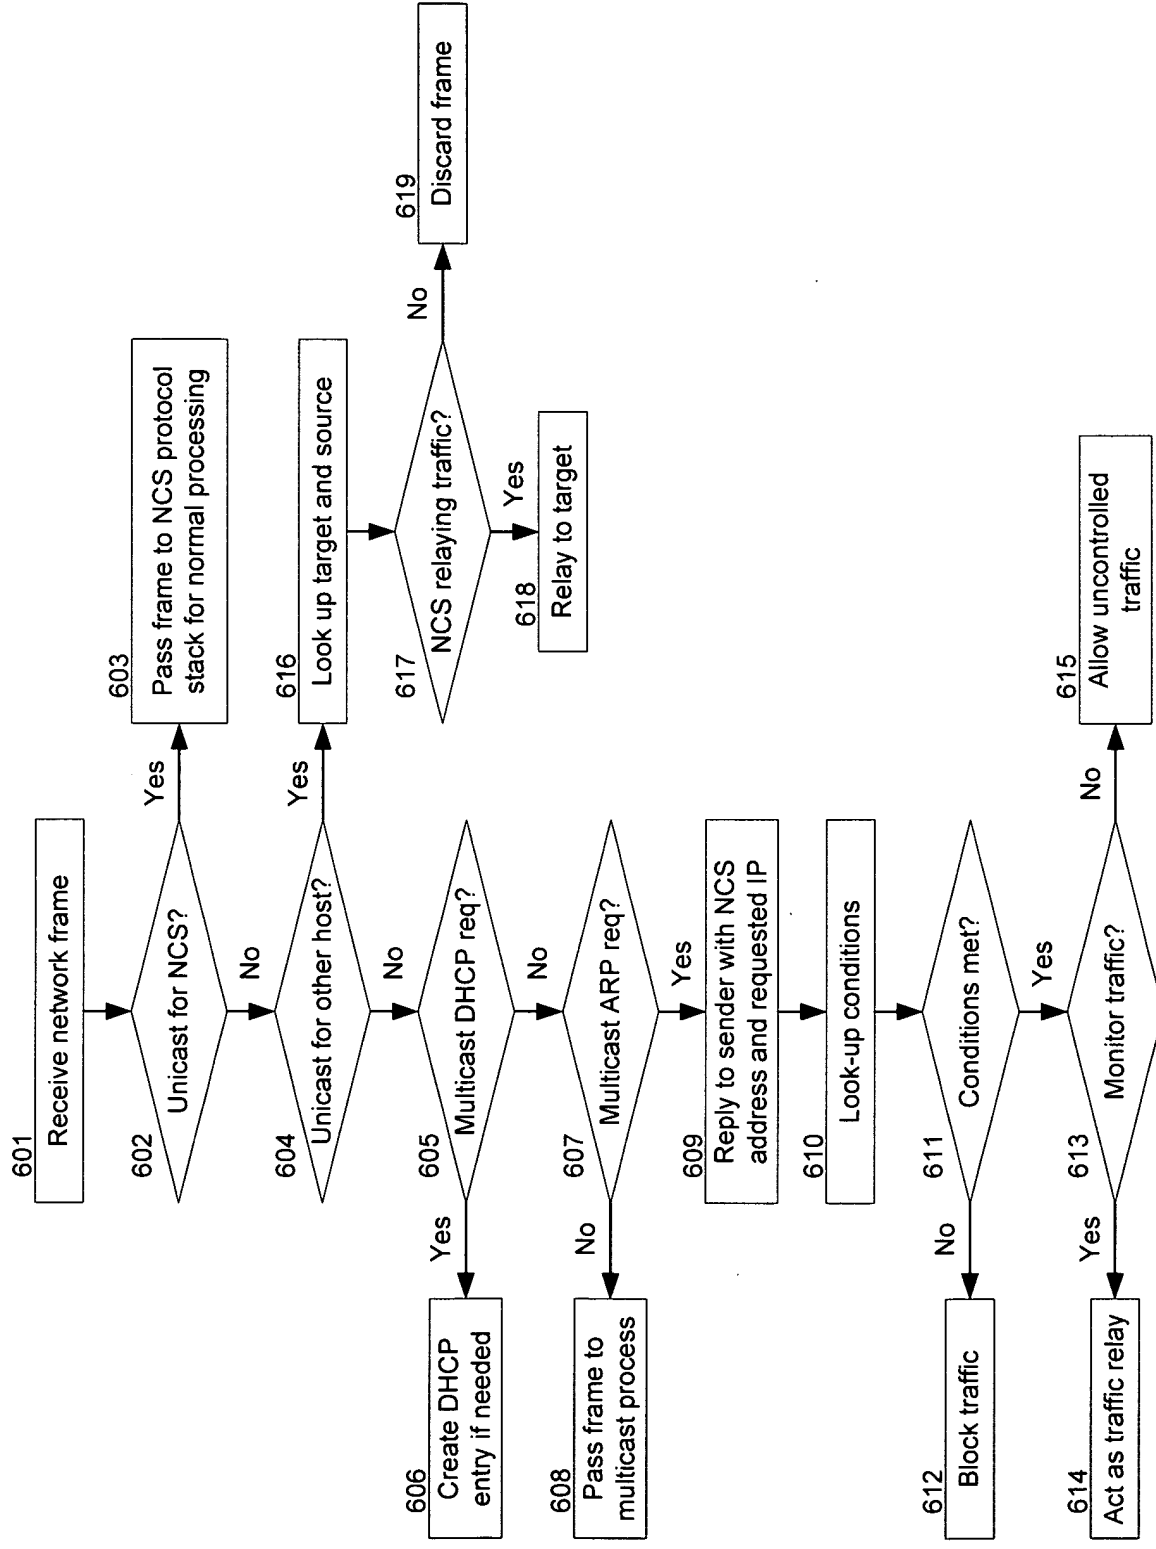 601
Receive network frame
602
Unicast for NCS?
Yes
603
Pass frame to NCS protocol
stack for normal processing
No
604
Unicast for other host?
Yes
616
Look up target and source
617
NCS relaying traffic?
No
619
Discard frame
Yes
618
Relay to target
No
605
Multicast DHCP req?
Yes
606
Create DHCP
entry if needed
No
607
Multicast ARP req?
No
608
Pass frame to
multicast process
Yes
609
Reply to sender with NCS
address and requested IP
610
Look-up conditions
611
Conditions met?
No
612
Block traffic
Yes
613
Monitor traffic?
Yes
614
Act as traffic relay
No
615
Allow uncontrolled
traffic